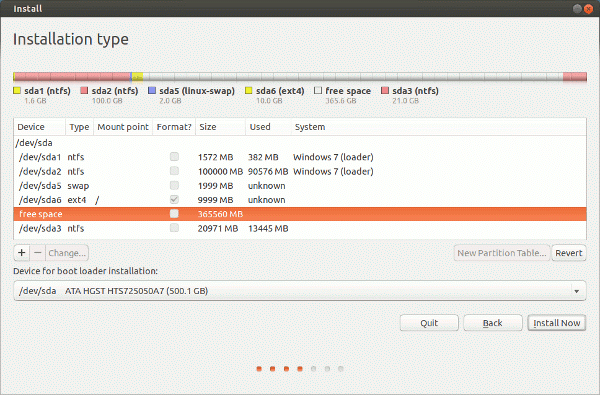 Install
Installation type
sda1 (ntfs) sda2 (ntfs) sda5 (linux-swap) sda6 (ext4) free space sda3 (ntfs)
1.6 GB 100.0 GB 2.0 GB 10.0 GB 365.6 GB 21.0 GB
Device Type Mount point Format? Size Used System
/dev/sda
/dev/sda1 ntfs 1572 MB 382 MB Windows 7 (loader)
/dev/sda2 ntfs 100000 MB 90576 MB Windows 7 (loader)
/dev/sda5 swap 1999 MB unknown
/dev/sda6 ext4 / 9999 MB unknown
free space 365560 MB
/dev/sda3 ntfs 20971 MB 13445 MB
+ − Change... New Partition Table... Revert
Device for boot loader installation:
/dev/sda ATA HGST HTS725050A7 (500.1 GB)
Quit Back Install Now